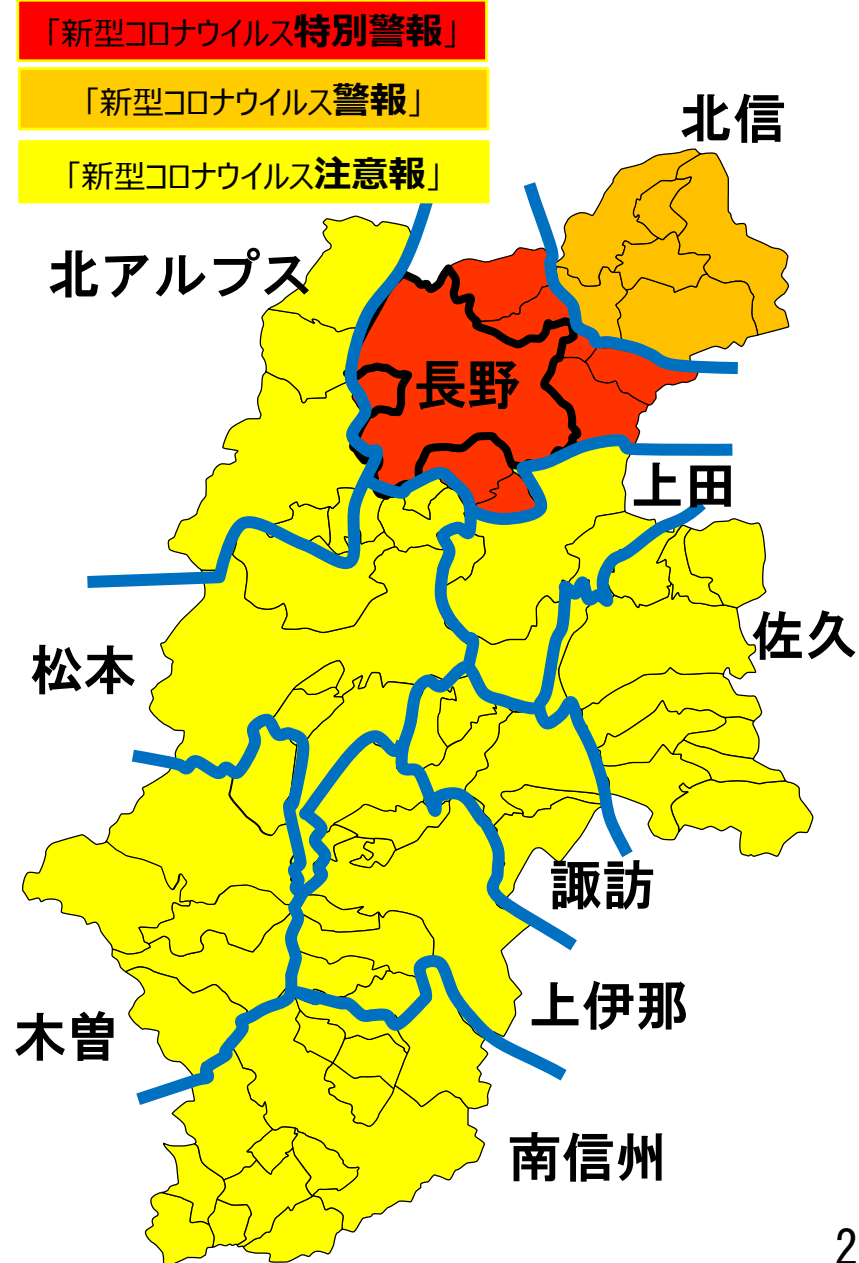 「新型コロナウイルス特別警報」
「新型コロナウイルス警報」
「新型コロナウイルス注意報」
北信
北アルプス
長野
上田
佐久
松本
諏訪
上伊那
木曽
南信州
2